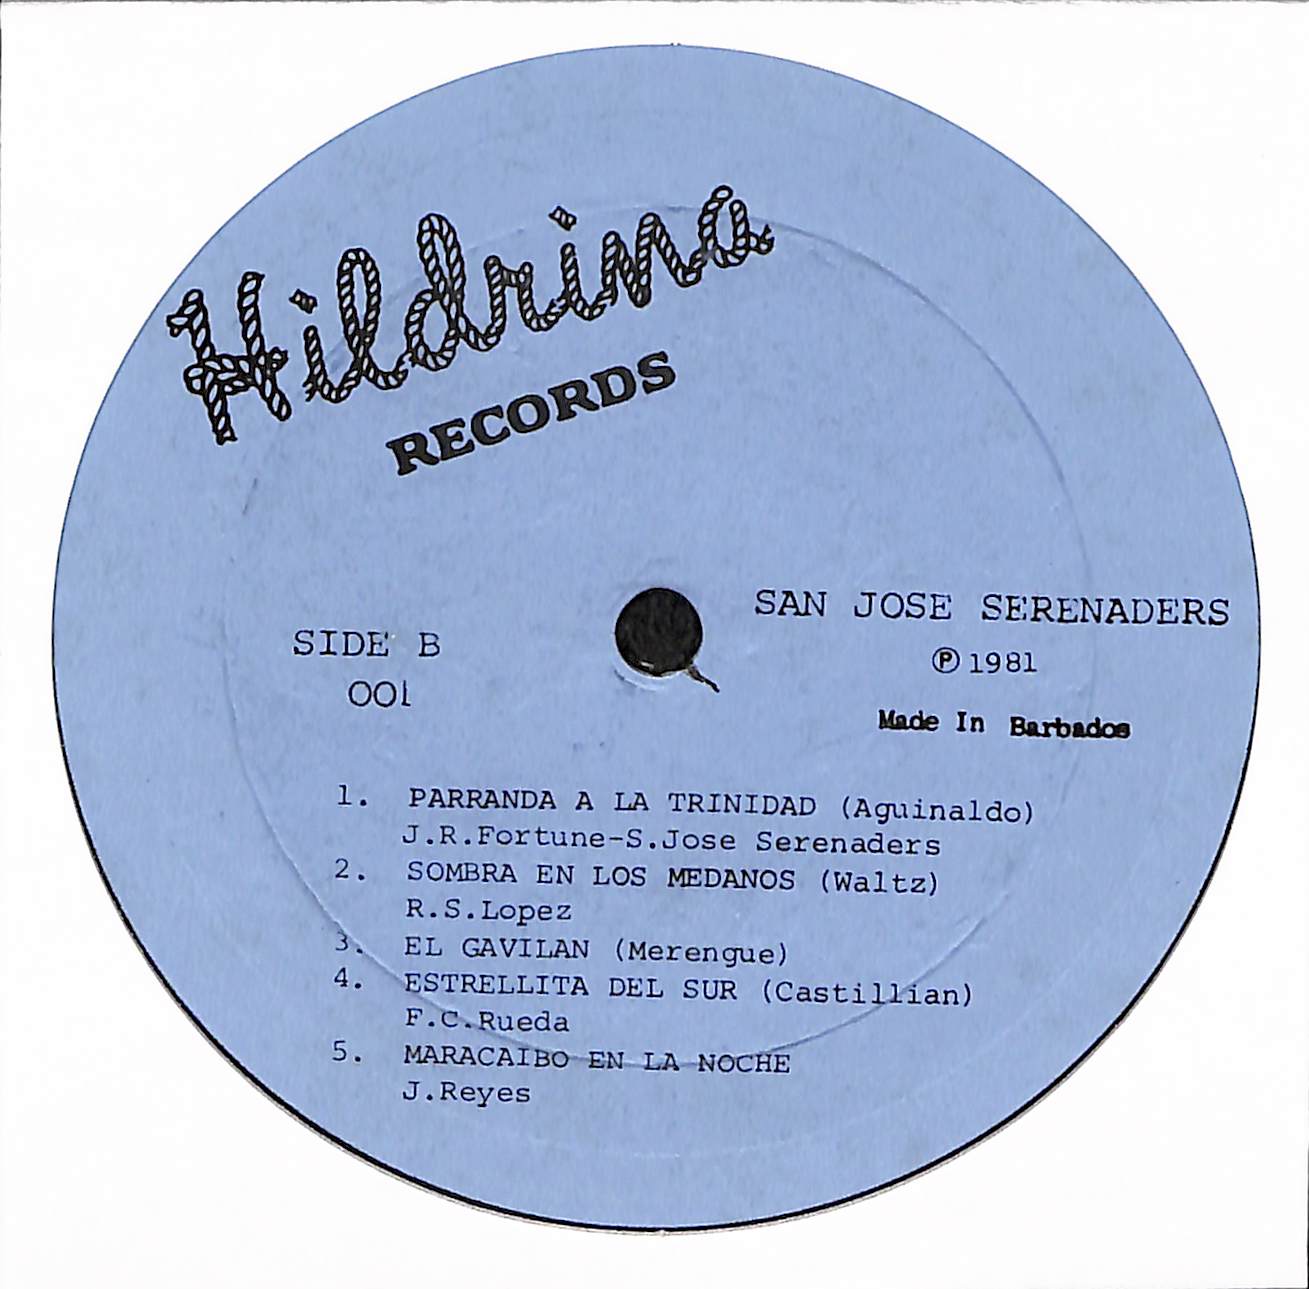 Hildrina
RECORDS
SAN JOSE SERENADERS
℗ 1981
Made In Barbados
SIDE B
001
1. PARRANDA A LA TRINIDAD (Aguinaldo)
J.R.Fortune-S.Jose Serenaders
2. SOMBRA EN LOS MEDANOS (Waltz)
R.S.Lopez
3. EL GAVILAN (Merengue)
4. ESTRELLITA DEL SUR (Castillian)
F.C.Rueda
5. MARACAIBO EN LA NOCHE
J.Reyes